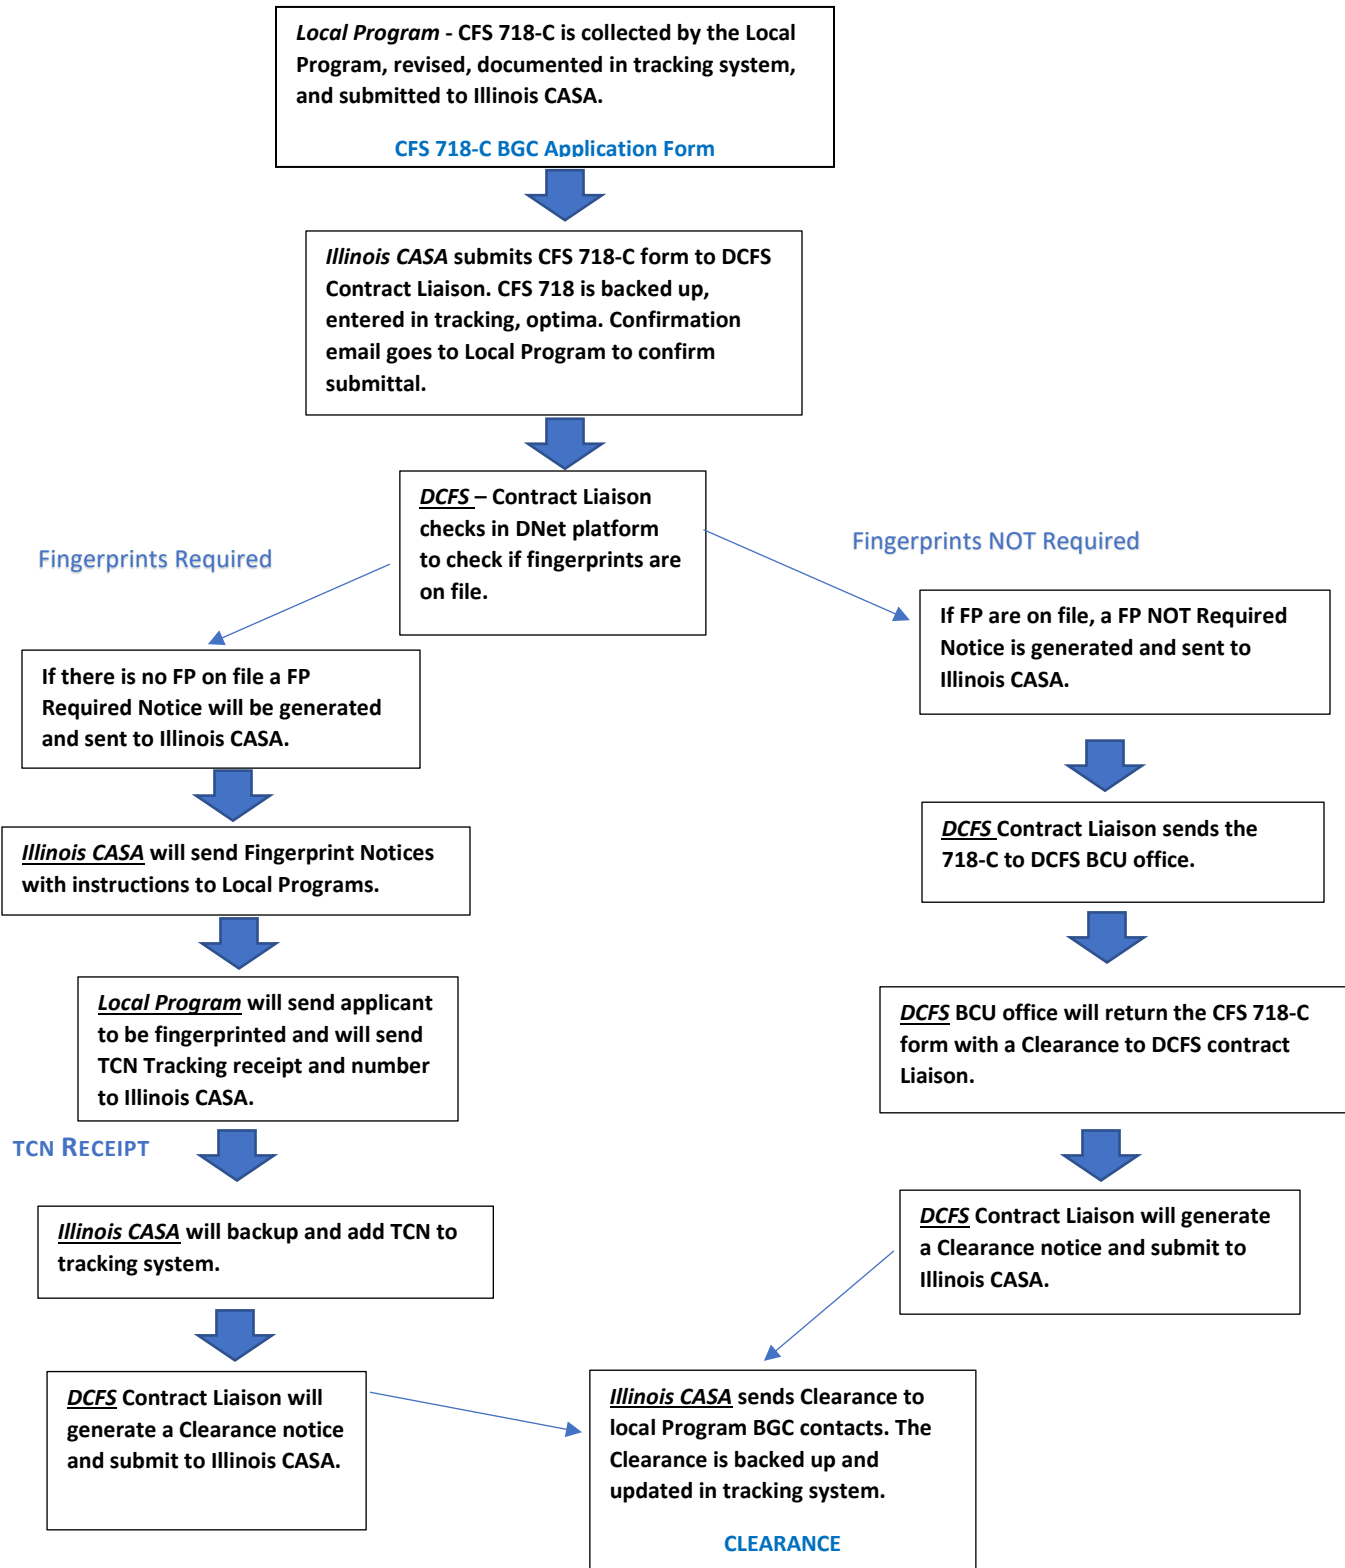 Local Program - CFS 718-C is collected by the Local
Program, revised, documented in tracking system,
and submitted to Illinois CASA.
CFS 718-C BGC Application Form
Illinois CASA submits CFS 718-C form to DCFS
Contract Liaison. CFS 718 is backed up,
entered in tracking, optima. Confirmation
email goes to Local Program to confirm
submittal.
DCFS – Contract Liaison
checks in DNet platform
to check if fingerprints are
on file.
Fingerprints Required
Fingerprints NOT Required
If there is no FP on file a FP
Required Notice will be generated
and sent to Illinois CASA.
Illinois CASA will send Fingerprint Notices
with instructions to Local Programs.
Local Program will send applicant
to be fingerprinted and will send
TCN Tracking receipt and number
to Illinois CASA.
TCN RECEIPT
Illinois CASA will backup and add TCN to
tracking system.
DCFS Contract Liaison will
generate a Clearance notice
and submit to Illinois CASA.
If FP are on file, a FP NOT Required
Notice is generated and sent to
Illinois CASA.
DCFS Contract Liaison sends the
718-C to DCFS BCU office.
DCFS BCU office will return the CFS 718-C
form with a Clearance to DCFS contract
Liaison.
DCFS Contract Liaison will generate
a Clearance notice and submit to
Illinois CASA.
Illinois CASA sends Clearance to
local Program BGC contacts. The
Clearance is backed up and
updated in tracking system.
CLEARANCE